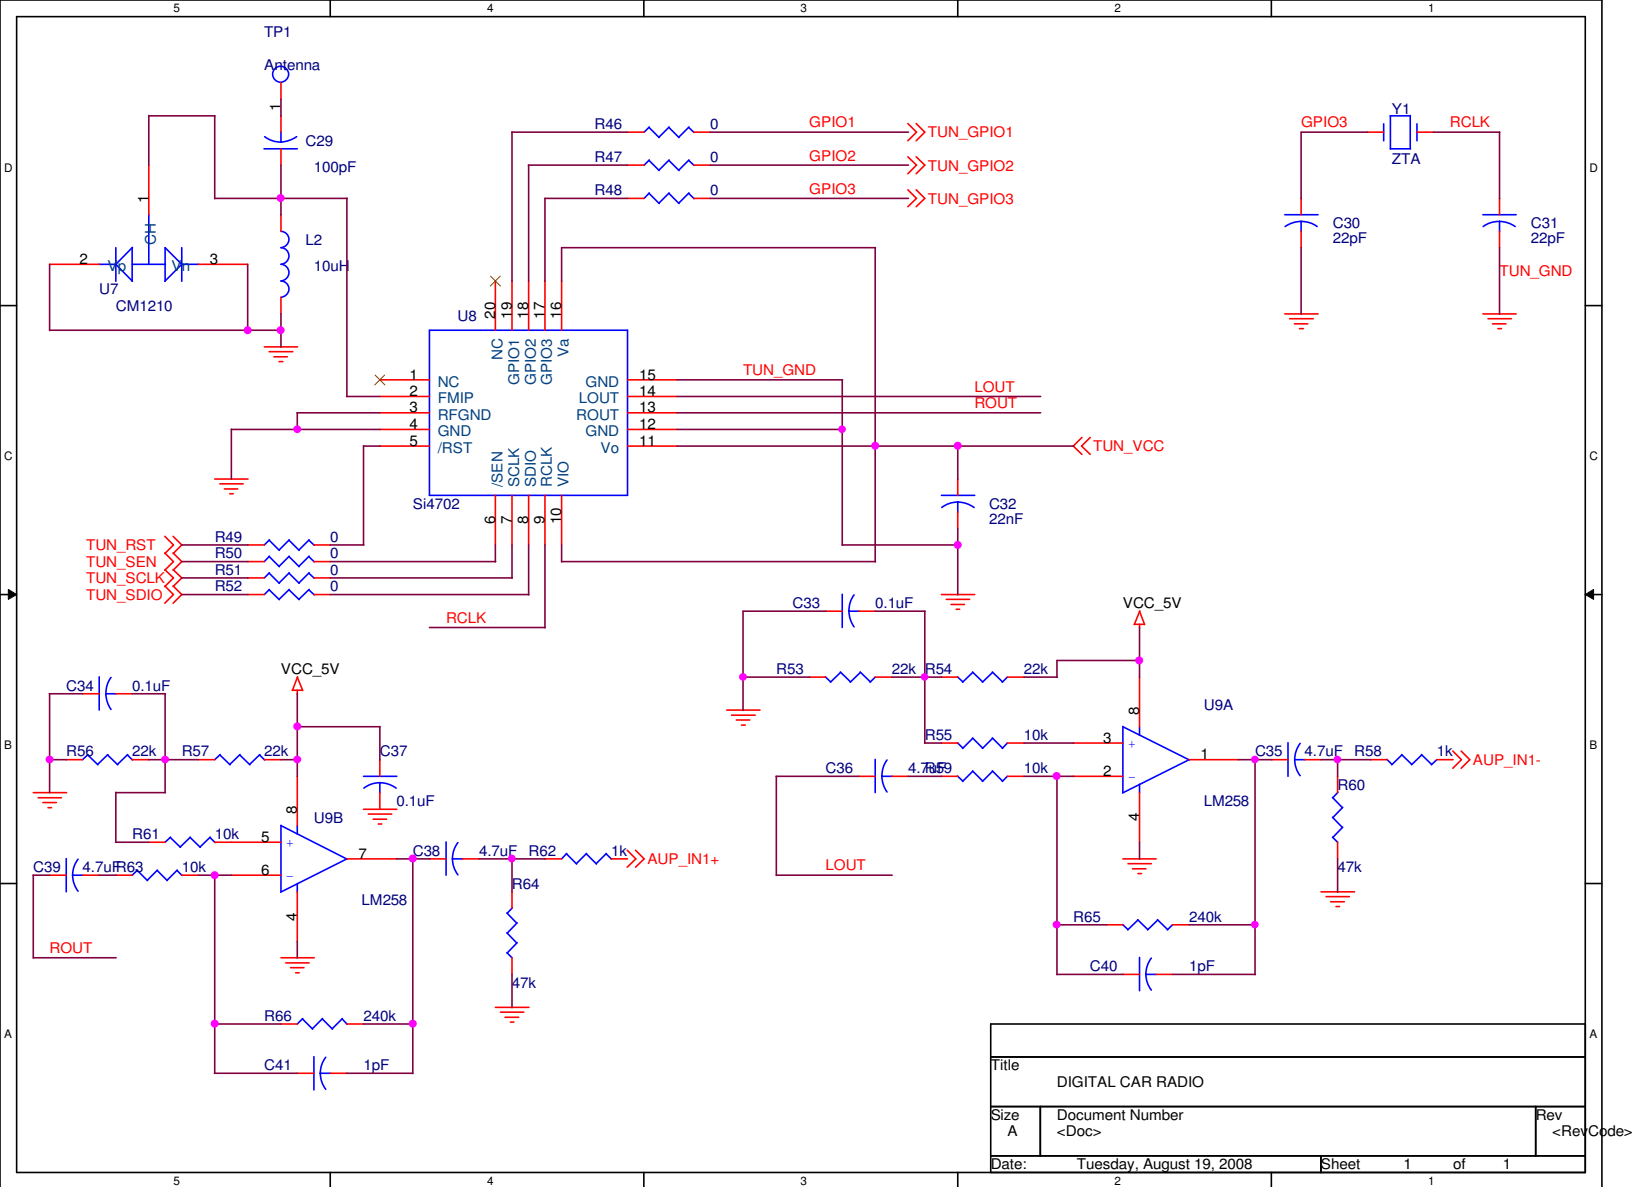 5 4 3 2 1
TP1
Antenna
1
C29
100pF
1
CH
2 Vp Vn 3
U7
CM1210
L2
10uH
R46 0 GPIO1 TUN_GPIO1
R47 0 GPIO2 TUN_GPIO2
R48 0 GPIO3 TUN_GPIO3
GPIO3 Y1 RCLK
ZTA
C30
22pF
C31
22pF
TUN_GND
D D
U8
20 19 18 17 16
NC GPIO1 GPIO2 GPIO3 Va
1 NC
2 FMIP
3 RFGND
4 GND
5 /RST
GND 15 TUN_GND
LOUT 14 LOUT
ROUT 13 ROUT
GND 12
Vo 11 TUN_VCC
/SEN SCLK SDIO RCLK VIO
6 7 8 9 10
Si4702
C32
22nF
C C
TUN_RST R49 0
TUN_SEN R50 0
TUN_SCLK R51 0
TUN_SDIO R52 0
RCLK
C33 0.1uF
VCC_5V
R53 22k R54 22k
8
U9A
R55 10k 3 +
C36 4.7uF R59 10k 2 -
1 C35 4.7uF R58 1k AUP_IN1-
LM258
4
R60
47k
LOUT
R65 240k
C40 1pF
VCC_5V
C34 0.1uF
R56 22k R57 22k
C37
0.1uF
8
U9B
R61 10k 5 +
C39 4.7uF R63 10k 6 -
7 C38 4.7uF R62 1k AUP_IN1+
LM258
4
R64
47k
ROUT
R66 240k
C41 1pF
B B
A A
Title
DIGITAL CAR RADIO
Size Document Number Rev
A <Doc> <RevCode>
Date: Tuesday, August 19, 2008 Sheet 1 of 1
5 4 3 2 1